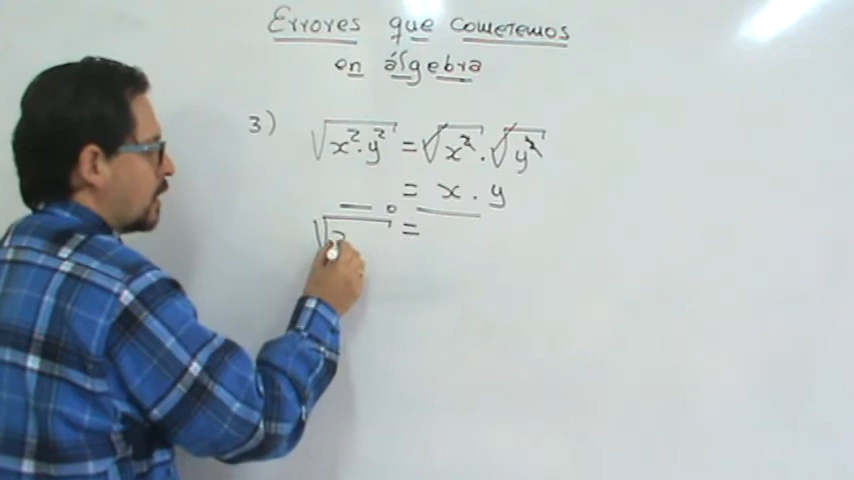 Errores que cometemos
en álgebra
3) √x².y² = √x² . √y²
= x . y
√ =